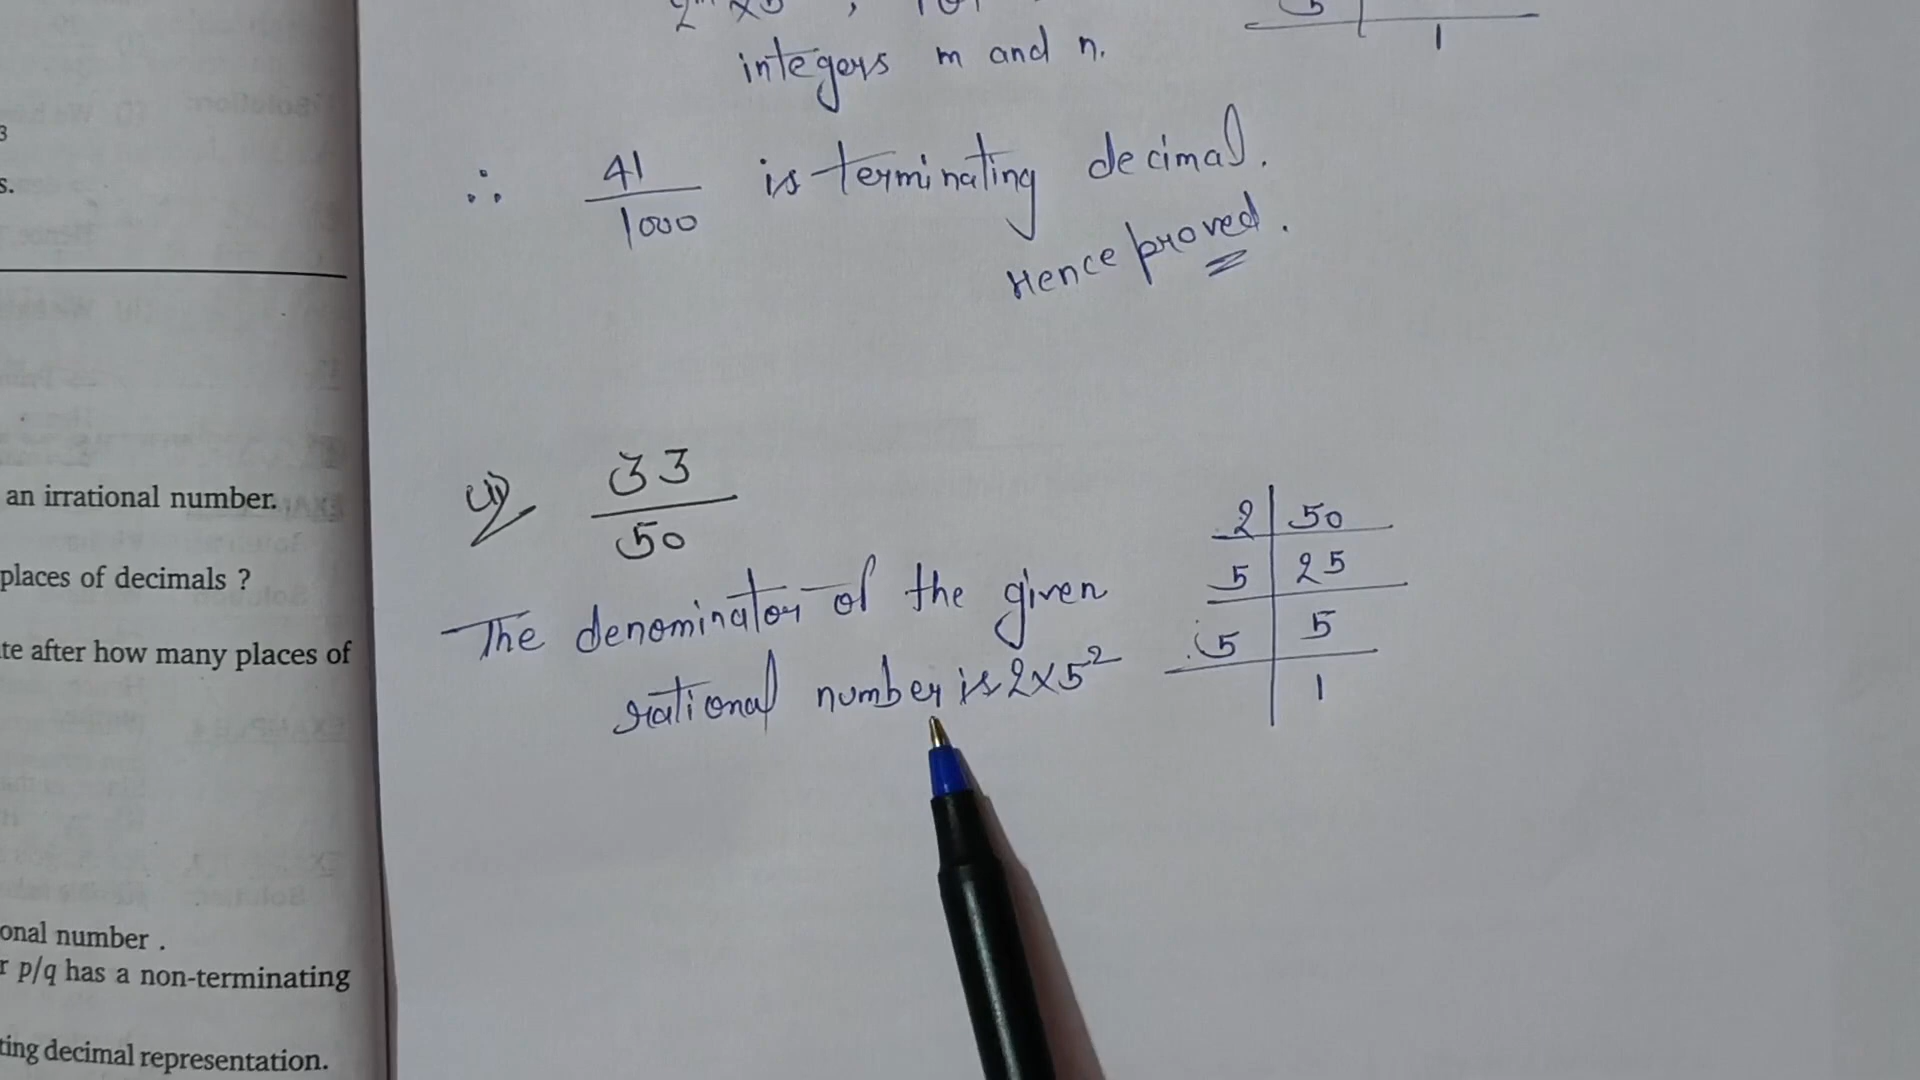 integers m and n.
1
∴ 41/1000 is terminating decimal.
Hence proved.
33/50
The denominator of the given
rational number is 2×5²
2 | 50
5 | 25
5 | 5
1
3
s.
an irrational number.
places of decimals ?
te after how many places of
onal number .
r p/q has a non-terminating
ting decimal representation.